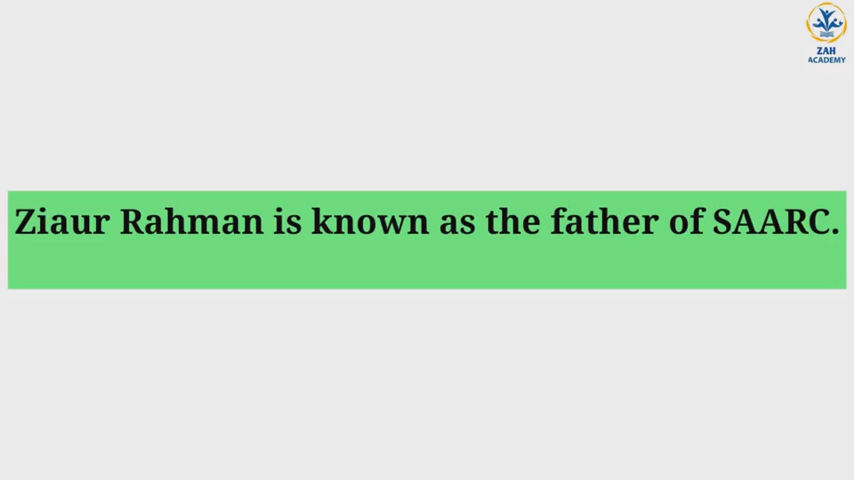 ZAH
ACADEMY
Ziaur Rahman is known as the father of SAARC.